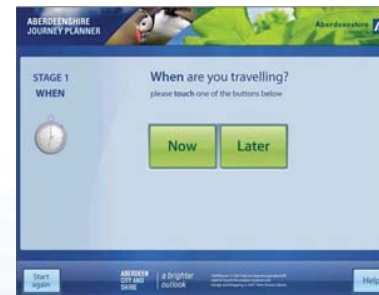 ABERDEENSHIRE
JOURNEY PLANNER
Aberdeenshire
STAGE 1
WHEN
When are you travelling?
please touch one of the buttons below
Now
Later
Start
again
ABERDEEN
CITY AND
SHIRE
a brighter
outlook
Help